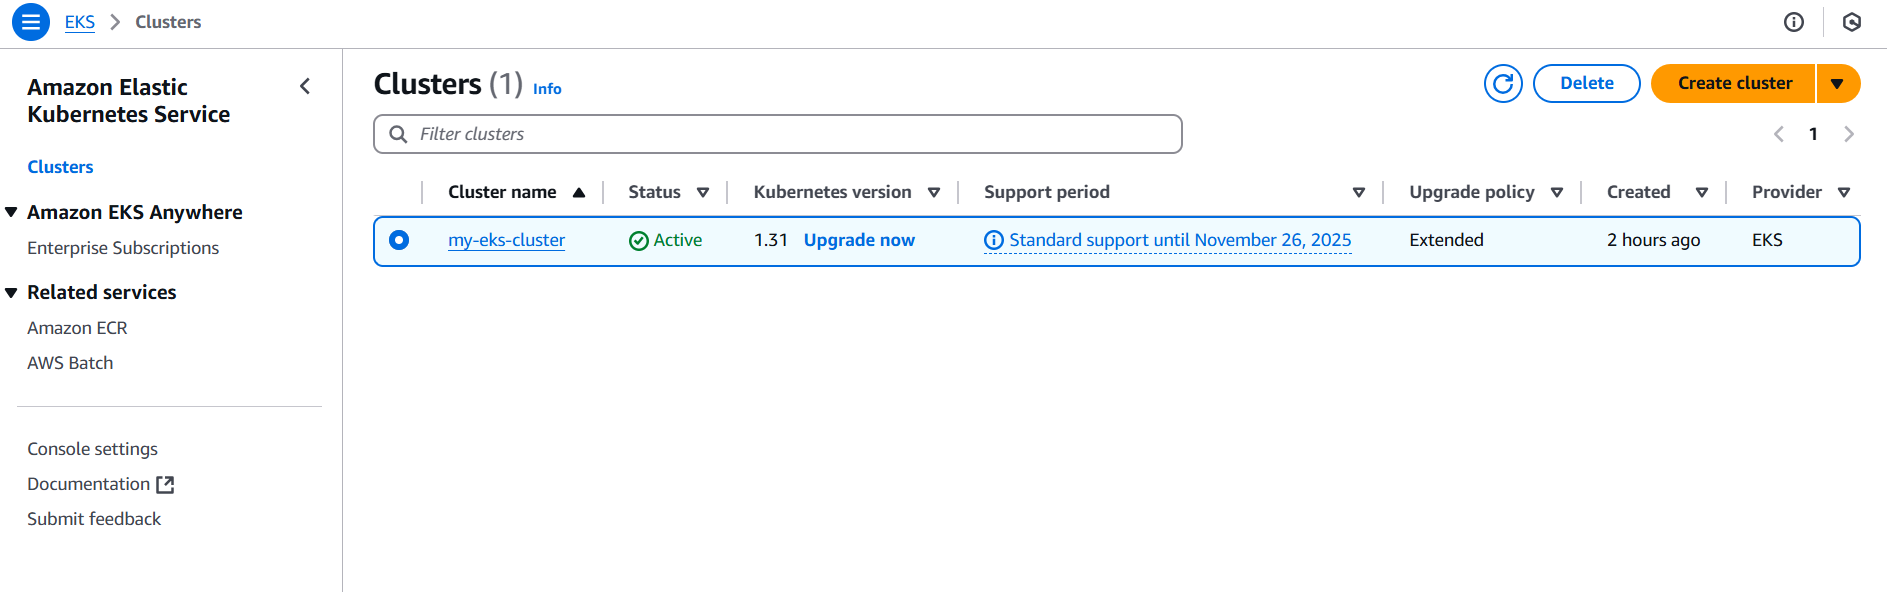 EKS > Clusters
Amazon Elastic
Kubernetes Service
Clusters
Amazon EKS Anywhere
Enterprise Subscriptions
Related services
Amazon ECR
AWS Batch
Console settings
Documentation
Submit feedback
Clusters (1) Info
Delete
Create cluster
Filter clusters
1
Cluster name Status Kubernetes version Support period Upgrade policy Created Provider
my-eks-cluster Active 1.31 Upgrade now Standard support until November 26, 2025 Extended 2 hours ago EKS